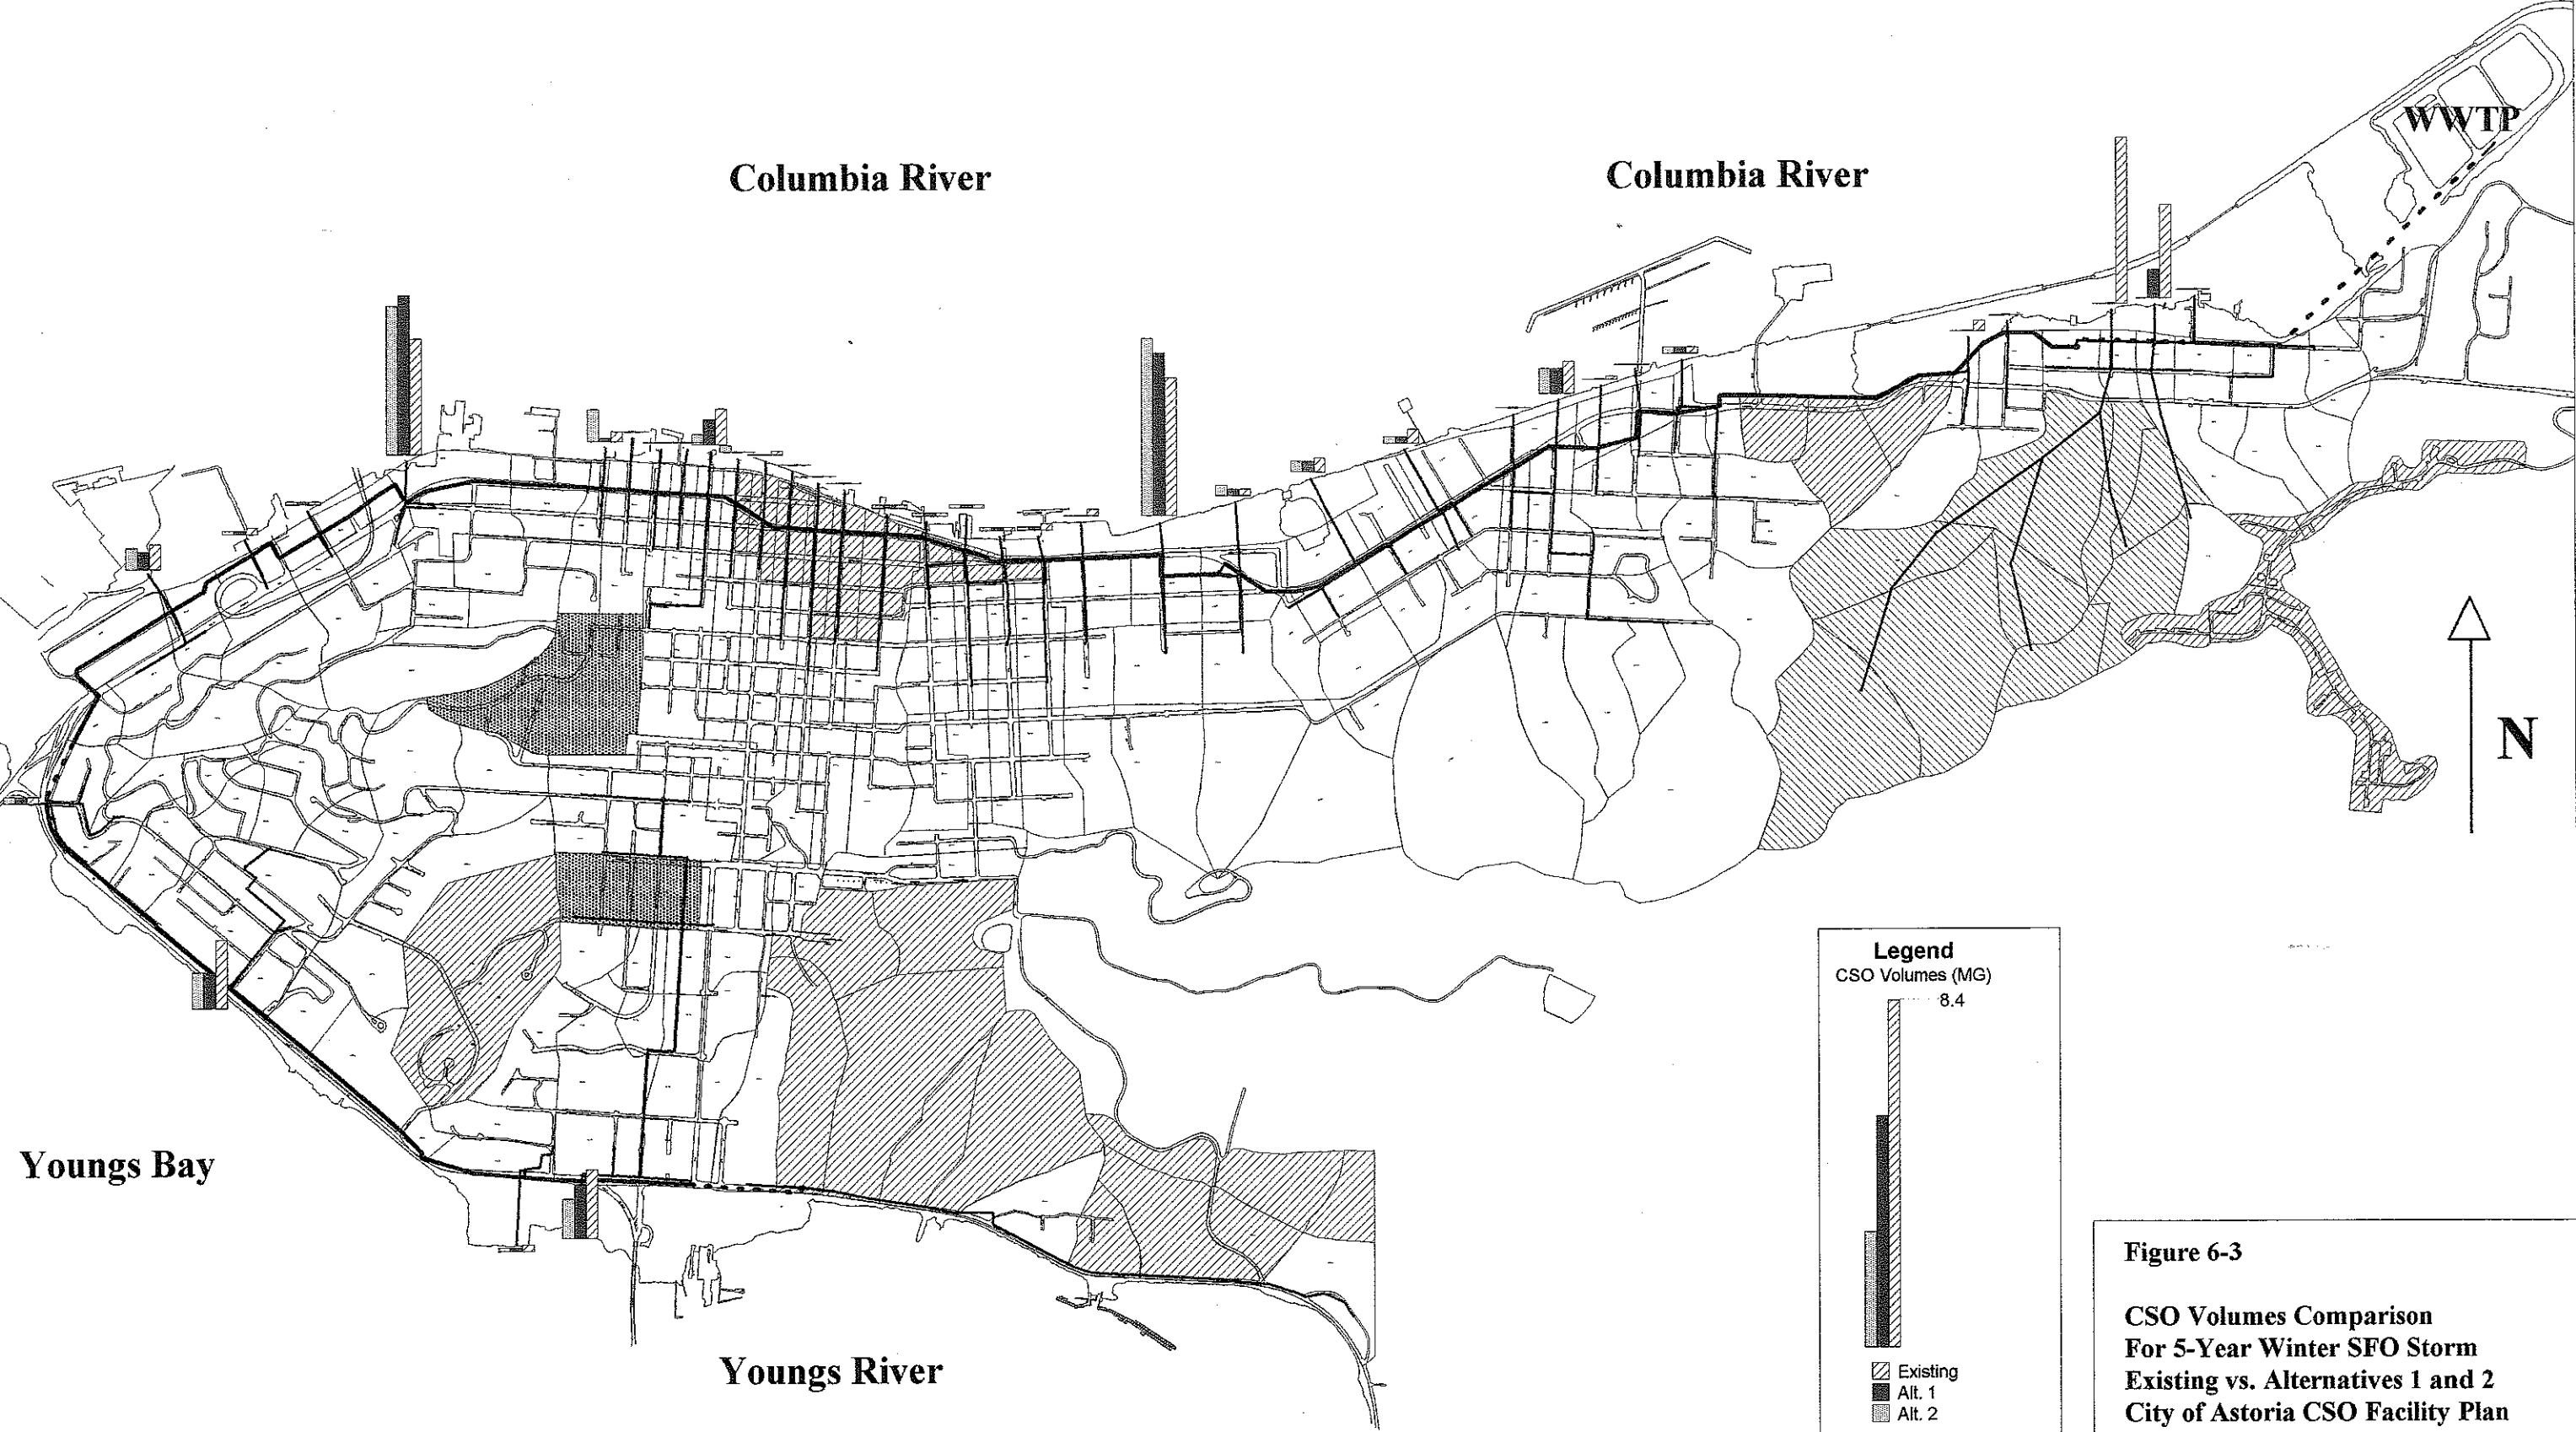 WWTP
Columbia River
Columbia River
N
Legend
CSO Volumes (MG)
8.4
Existing
Alt. 1
Alt. 2
Youngs Bay
Youngs River
Figure 6-3
CSO Volumes Comparison
For 5-Year Winter SFO Storm
Existing vs. Alternatives 1 and 2
City of Astoria CSO Facility Plan